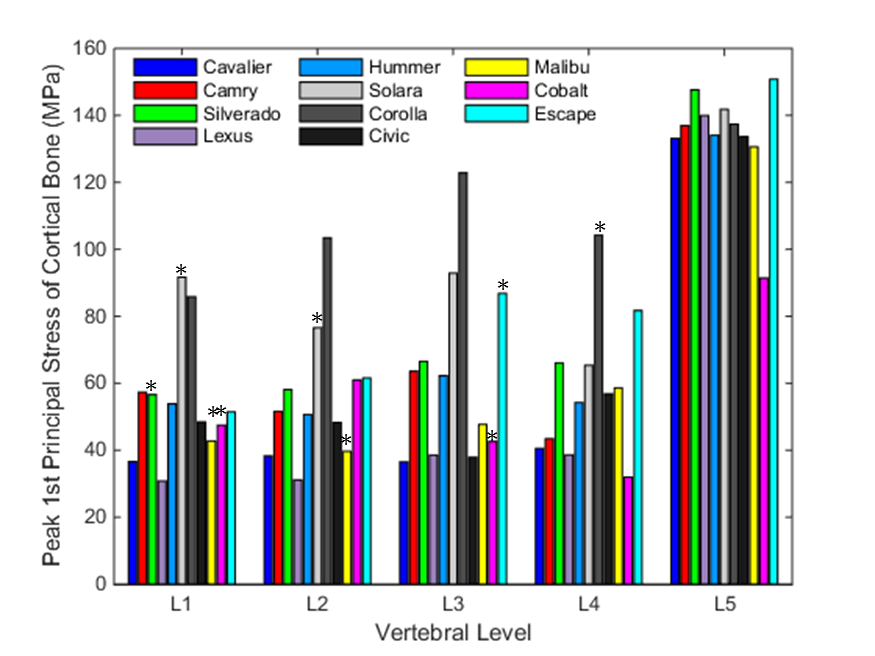 Peak 1st Principal Stress of Cortical Bone (MPa)
160
140
120
100
80
60
40
20
0
Cavalier Hummer Malibu
Camry Solara Cobalt
Silverado Corolla Escape
Lexus Civic
* * ** * * * * *
L1 L2 L3 L4 L5
Vertebral Level